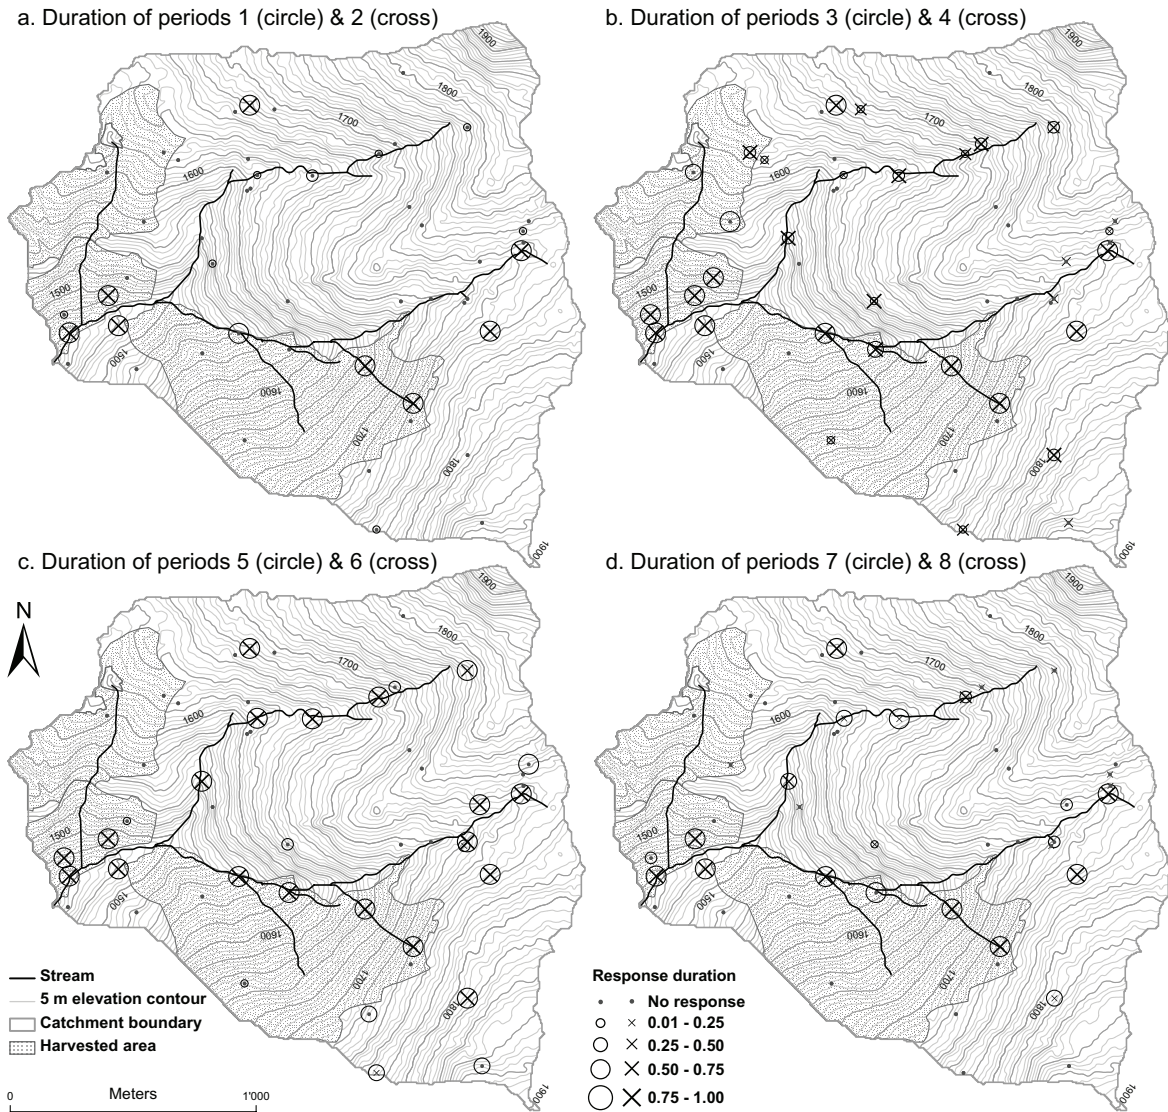 a. Duration of periods 1 (circle) & 2 (cross)
1900
1800
1700
1600
1500
1500
1600
1700
1800
1900
b. Duration of periods 3 (circle) & 4 (cross)
1900
1800
1700
1600
1500
1500
1600
1700
1800
1900
c. Duration of periods 5 (circle) & 6 (cross)
N
1900
1800
1700
1600
1500
1500
1600
1700
1800
1900
Stream
5 m elevation contour
Catchment boundary
Harvested area
0 Meters 1'000
d. Duration of periods 7 (circle) & 8 (cross)
1900
1800
1700
1600
1500
1500
1600
1700
1800
1900
Response duration
No response
0.01 - 0.25
0.25 - 0.50
0.50 - 0.75
0.75 - 1.00